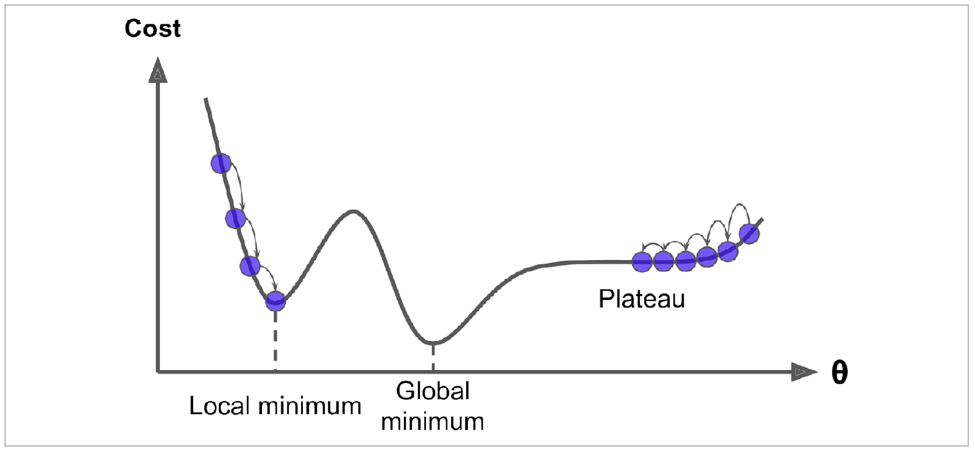 Cost
Plateau
θ
Local minimum
Global
minimum